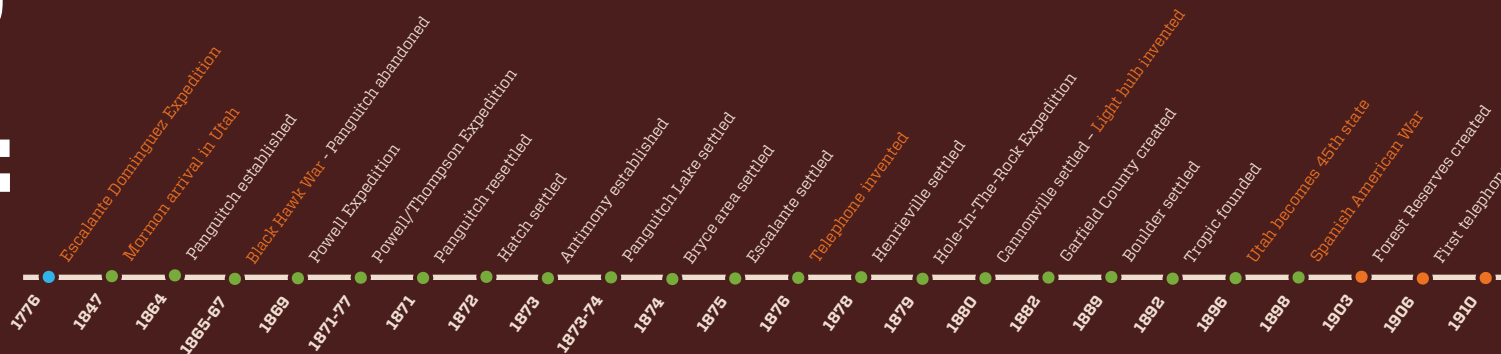 Escalante Dominguez Expedition
Mormon arrival in Utah
Panguitch established
Black Hawk War - Panguitch abandoned
Powell Expedition
Powell/Thompson Expedition
Panguitch resettled
Hatch settled
Antimony established
Panguitch Lake settled
Bryce area settled
Escalante settled
Telephone invented
Henrieville settled
Hole-In-The-Rock Expedition
Cannonville settled - Light bulb invented
Garfield County created
Boulder settled
Tropic founded
Utah becomes 45th state
Spanish American War
Forest Reserves created
First
1776
1847
1864
1865-67
1869
1871-77
1871
1872
1873
1873-74
1874
1875
1876
1878
1879
1880
1882
1889
1892
1896
1898
1903
1906
1910